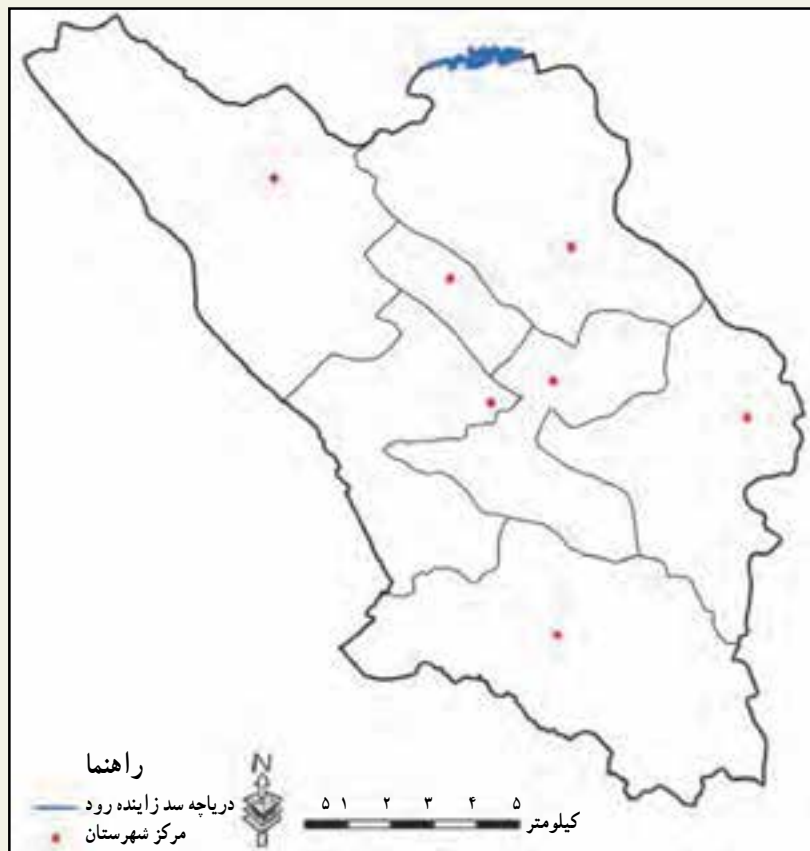 راهنما
دریاچه سد زاینده رود
مرکز شهرستان
N
۵ ۱ ۲ ۳ ۴ ۵
کیلومتر